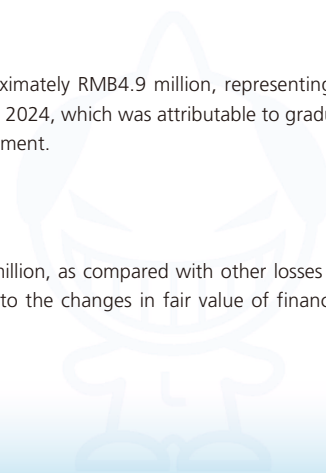 ximately RMB4.9 million, representing
2024, which was attributable to gradu
ment.
million, as compared with other losses
to the changes in fair value of financ
L